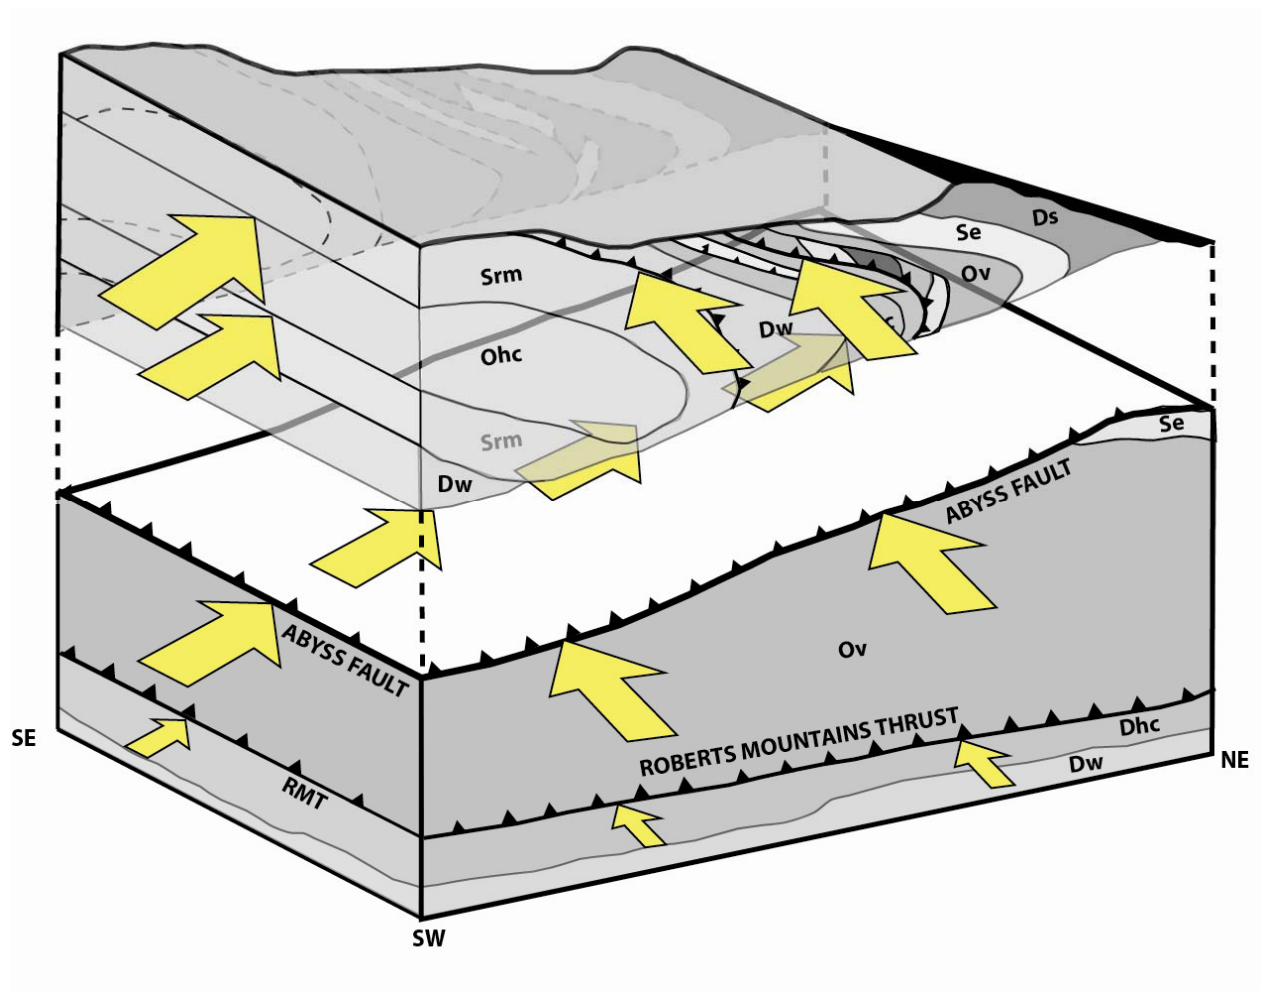 Ds
Se
Ov
Srm
Dw
c
Ohc
Srm
Dw
Se
ABYSS FAULT
ABYSS FAULT
Ov
ROBERTS MOUNTAINS THRUST
Dhc
SE
RMT
Dw
NE
SW